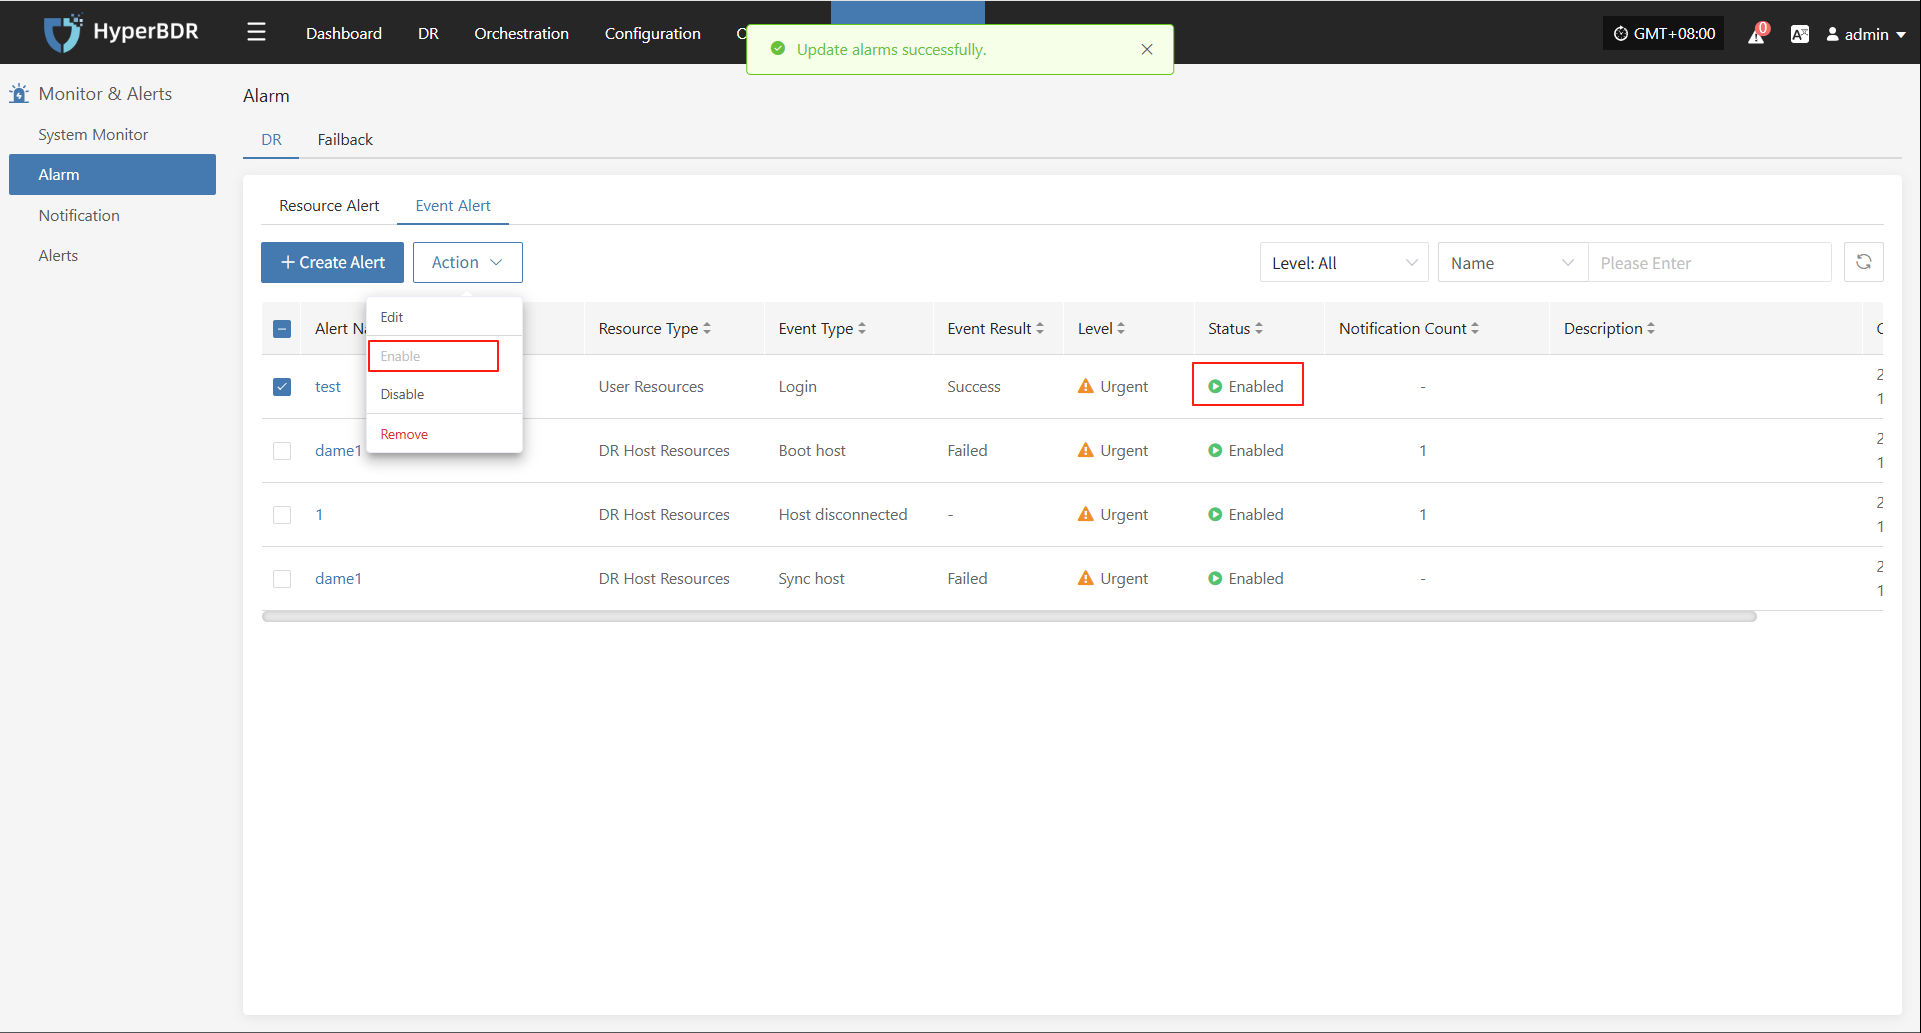 HyperBDR
Dashboard
DR
Orchestration
Configuration
Update alarms successfully.
GMT+08:00
0
admin
Monitor & Alerts
System Monitor
Alarm
Notification
Alerts
Alarm
DR
Failback
Resource Alert
Event Alert
+ Create Alert
Action
Level: All
Name
Please Enter
Edit
Enable
Disable
Remove
Alert
Resource Type
Event Type
Event Result
Level
Status
Notification Count
Description
test
User Resources
Login
Success
Urgent
Enabled
-
2
1
dame1
DR Host Resources
Boot host
Failed
Urgent
Enabled
1
2
1
1
DR Host Resources
Host disconnected
-
Urgent
Enabled
1
2
1
dame1
DR Host Resources
Sync host
Failed
Urgent
Enabled
-
2
1